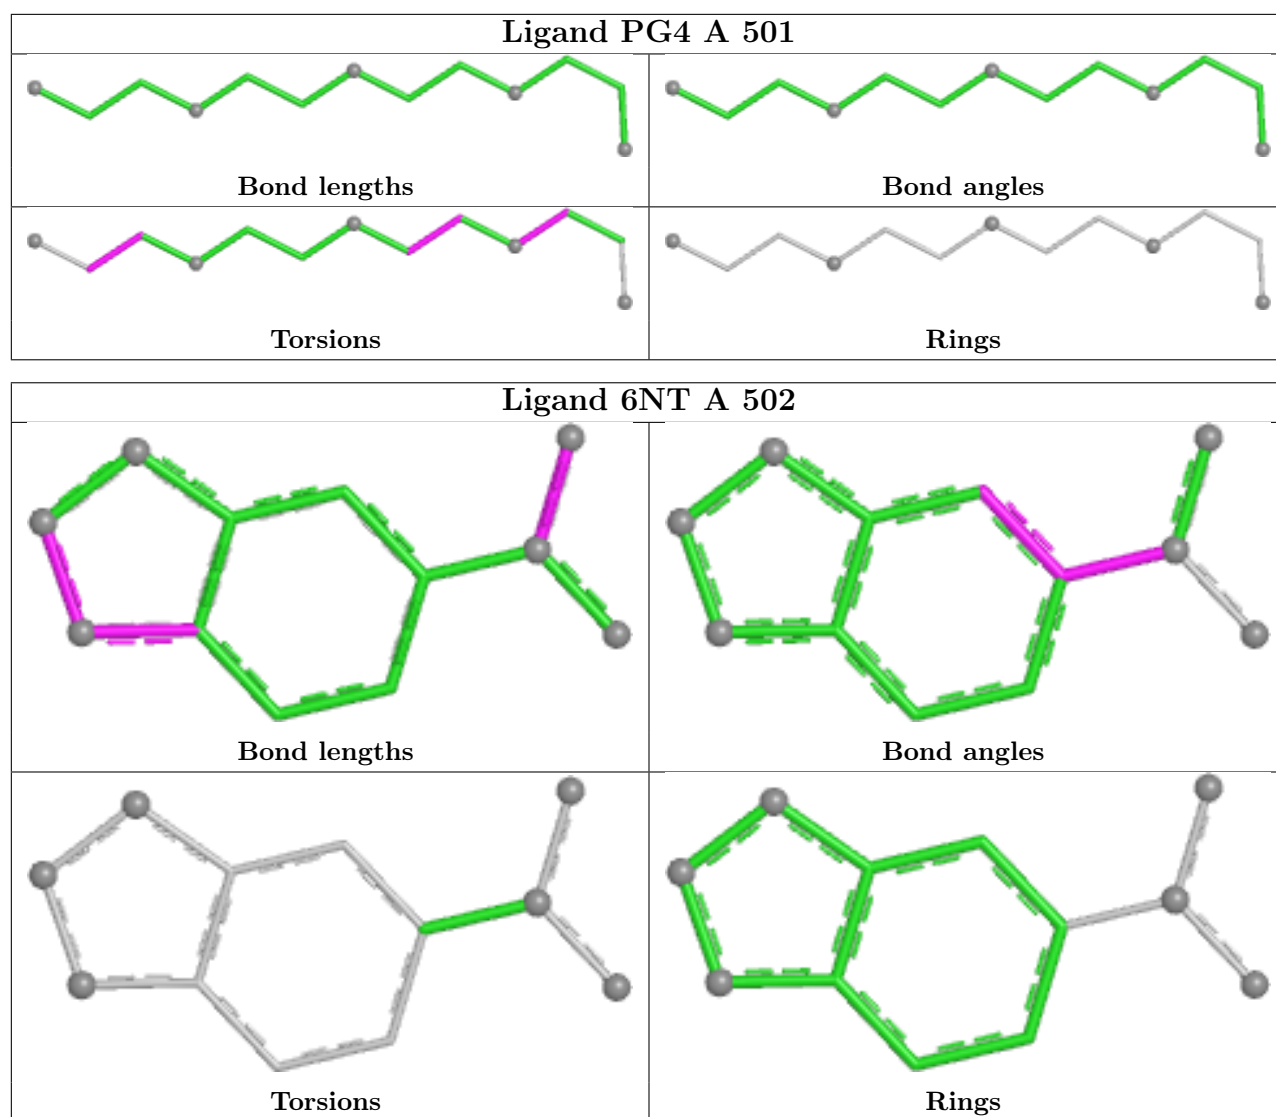 Ligand PG4 A 501
Bond lengths
Bond angles
Torsions
Rings
Ligand 6NT A 502
Bond lengths
Bond angles
Torsions
Rings